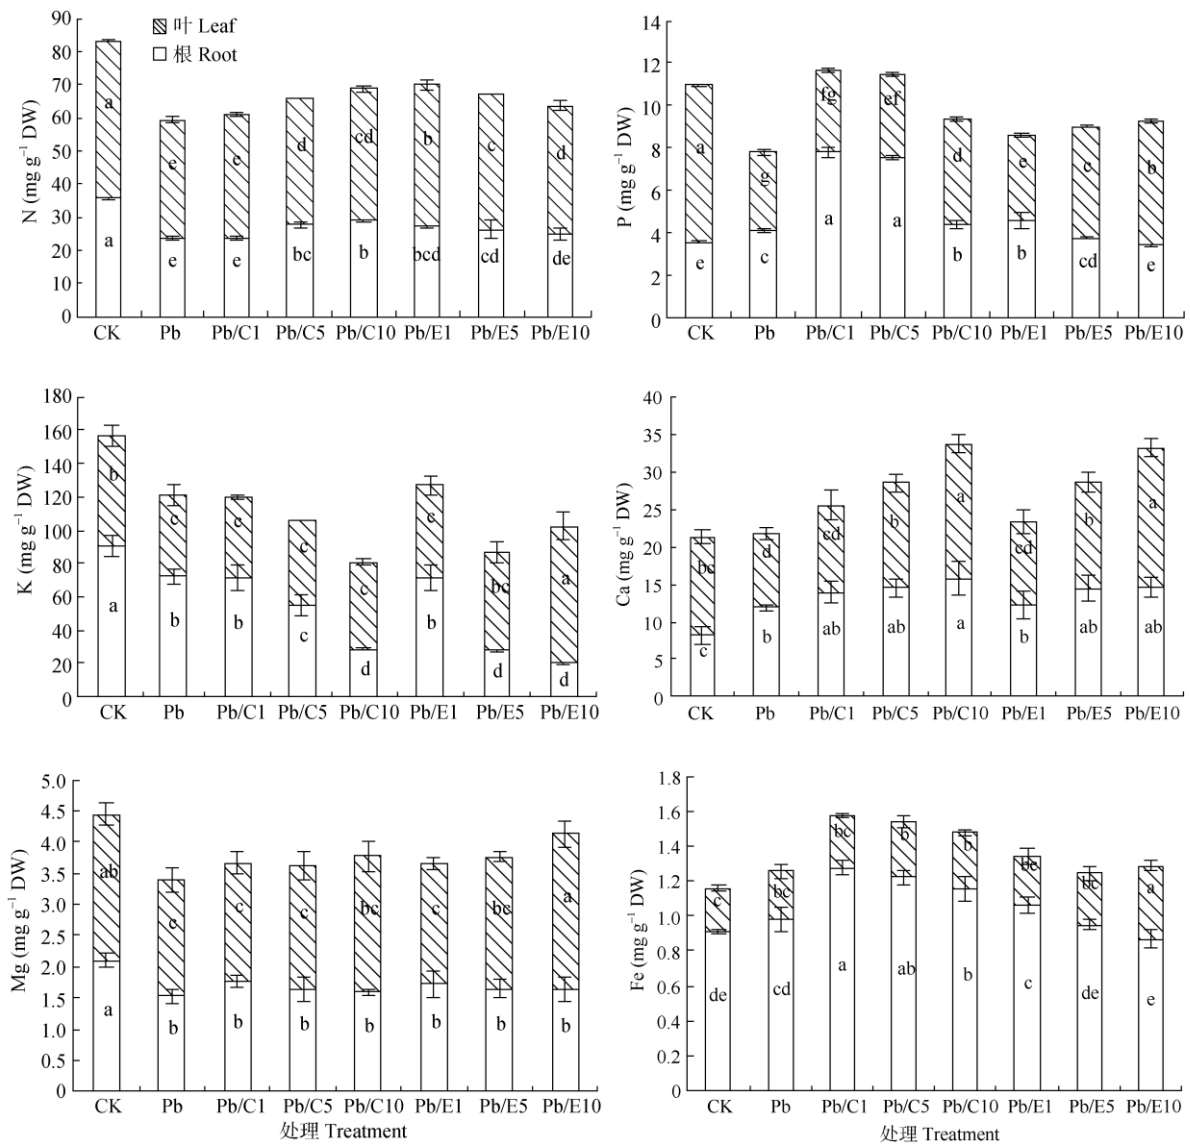 叶 Leaf
根 Root
N (mg g⁻¹ DW)
90
80
70
60
50
40
30
20
10
0
a e e d cd b c d
a e e bc b bcd cd de
CK Pb Pb/C1 Pb/C5 Pb/C10 Pb/E1 Pb/E5 Pb/E10
P (mg g⁻¹ DW)
14
12
10
8
6
4
2
0
a g fg ef d e c b
e c a a b b cd e
CK Pb Pb/C1 Pb/C5 Pb/C10 Pb/E1 Pb/E5 Pb/E10
K (mg g⁻¹ DW)
180
160
140
120
100
80
60
40
20
0
b c c c c c bc a
a b b c d b d d
CK Pb Pb/C1 Pb/C5 Pb/C10 Pb/E1 Pb/E5 Pb/E10
Ca (mg g⁻¹ DW)
40
35
30
25
20
15
10
5
0
bc d cd b a cd b a
c b ab ab a b ab ab
CK Pb Pb/C1 Pb/C5 Pb/C10 Pb/E1 Pb/E5 Pb/E10
Mg (mg g⁻¹ DW)
5.0
4.5
4.0
3.5
3.0
2.5
2.0
1.5
1.0
0.5
0
ab c c c bc c bc a
a b b b b b b b
CK Pb Pb/C1 Pb/C5 Pb/C10 Pb/E1 Pb/E5 Pb/E10
处理 Treatment
Fe (mg g⁻¹ DW)
1.8
1.6
1.4
1.2
1.0
0.8
0.6
0.4
0.2
0
c bc bc b b bc bc a
de cd a ab b c de e
CK Pb Pb/C1 Pb/C5 Pb/C10 Pb/E1 Pb/E5 Pb/E10
处理 Treatment